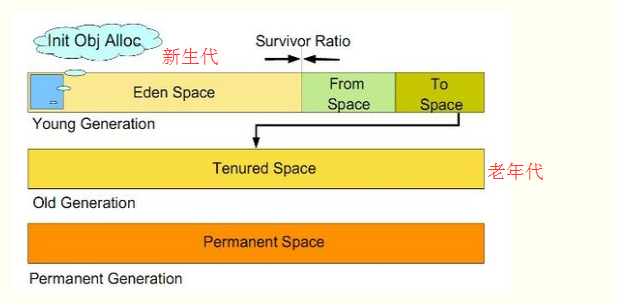 Init Obj Alloc
新生代
Survivor Ratio
Eden Space
From
Space
To
Space
Young Generation
Tenured Space
老年代
Old Generation
Permanent Space
Permanent Generation